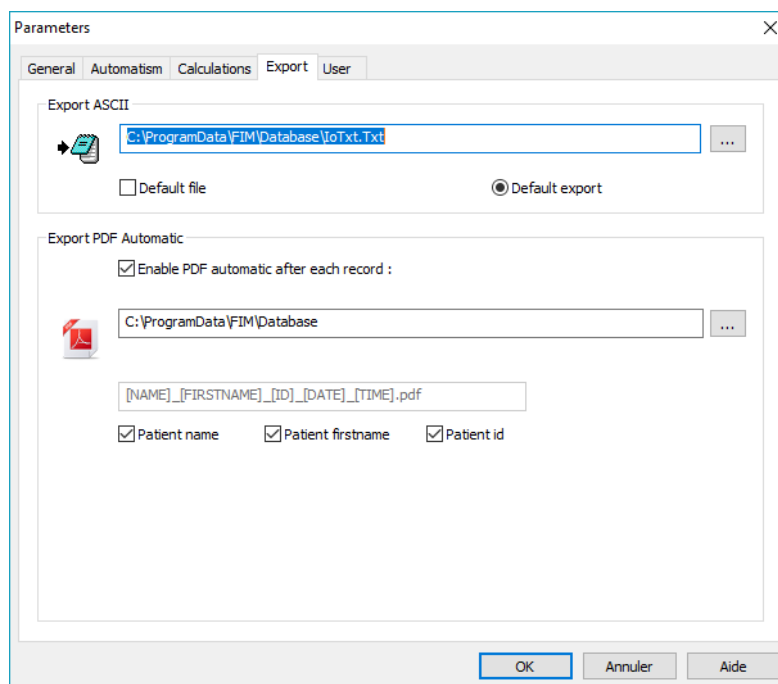 Parameters
General Automatism Calculations Export User
Export ASCII
C:\ProgramData\FIM\Database\IoTxt.Txt
...
Default file
Default export
Export PDF Automatic
Enable PDF automatic after each record :
C:\ProgramData\FIM\Database
...
[NAME]_[FIRSTNAME]_[ID]_[DATE]_[TIME].pdf
Patient name Patient firstname Patient id
OK Annuler Aide